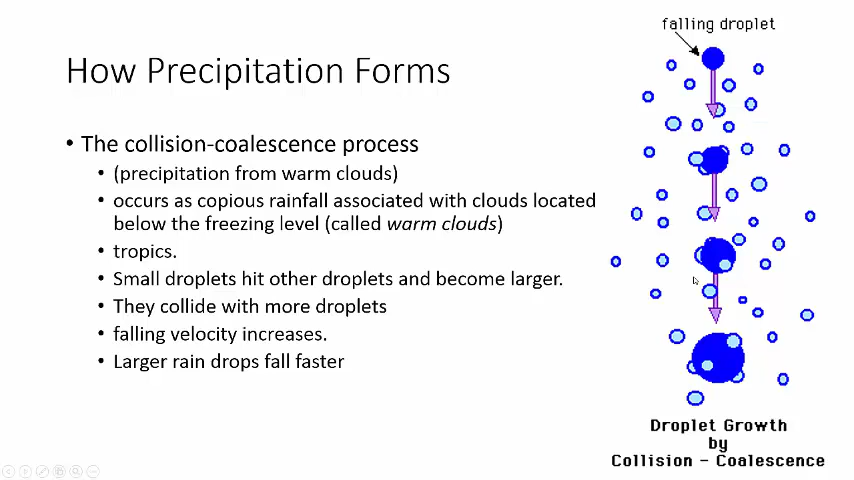 How Precipitation Forms
• The collision-coalescence process
• (precipitation from warm clouds)
• occurs as copious rainfall associated with clouds located
below the freezing level (called warm clouds)
• tropics.
• Small droplets hit other droplets and become larger.
• They collide with more droplets
• falling velocity increases.
• Larger rain drops fall faster
falling droplet
Droplet Growth
by
Collision - Coalescence